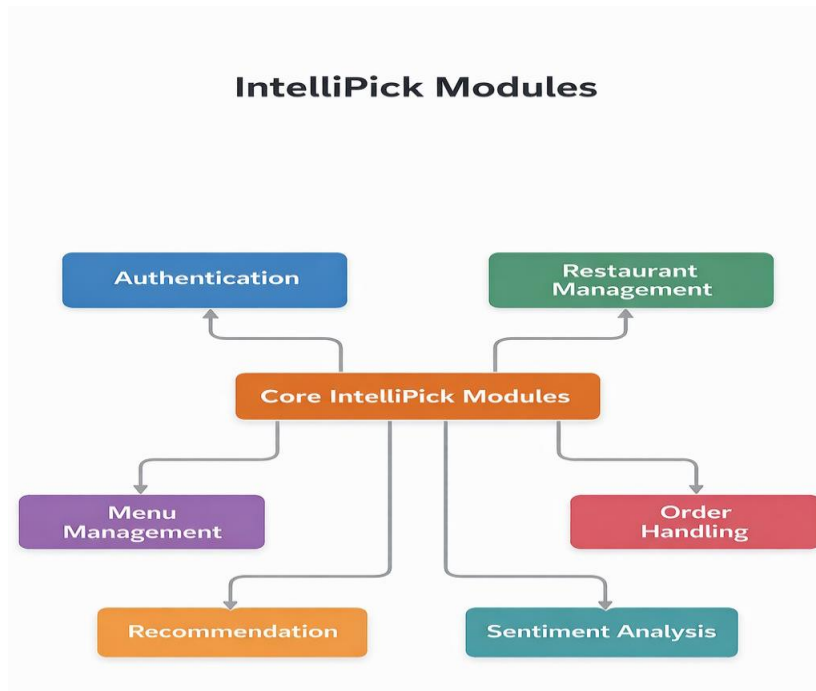 IntelliPick Modules
Authentication
Restaurant
Management
Core IntelliPick Modules
Menu
Management
Order
Handling
Recommendation
Sentiment Analysis